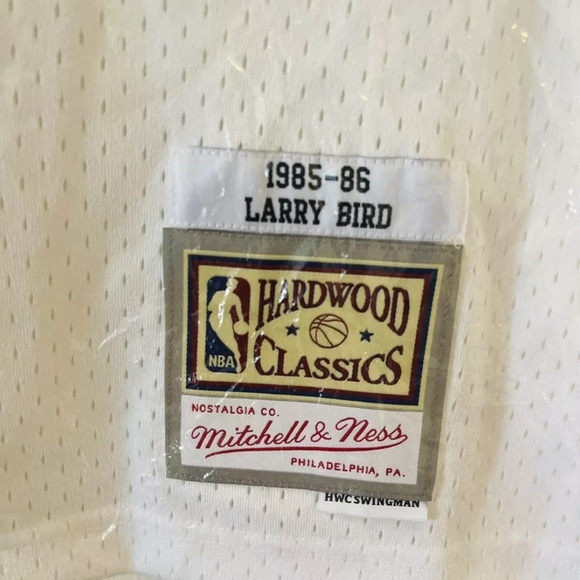 1985-86
LARRY BIRD
HARDWOOD
CLASSICS
NBA
NOSTALGIA CO.
Mitchell & Ness
PHILADELPHIA, PA.
HWC SWINGMAN